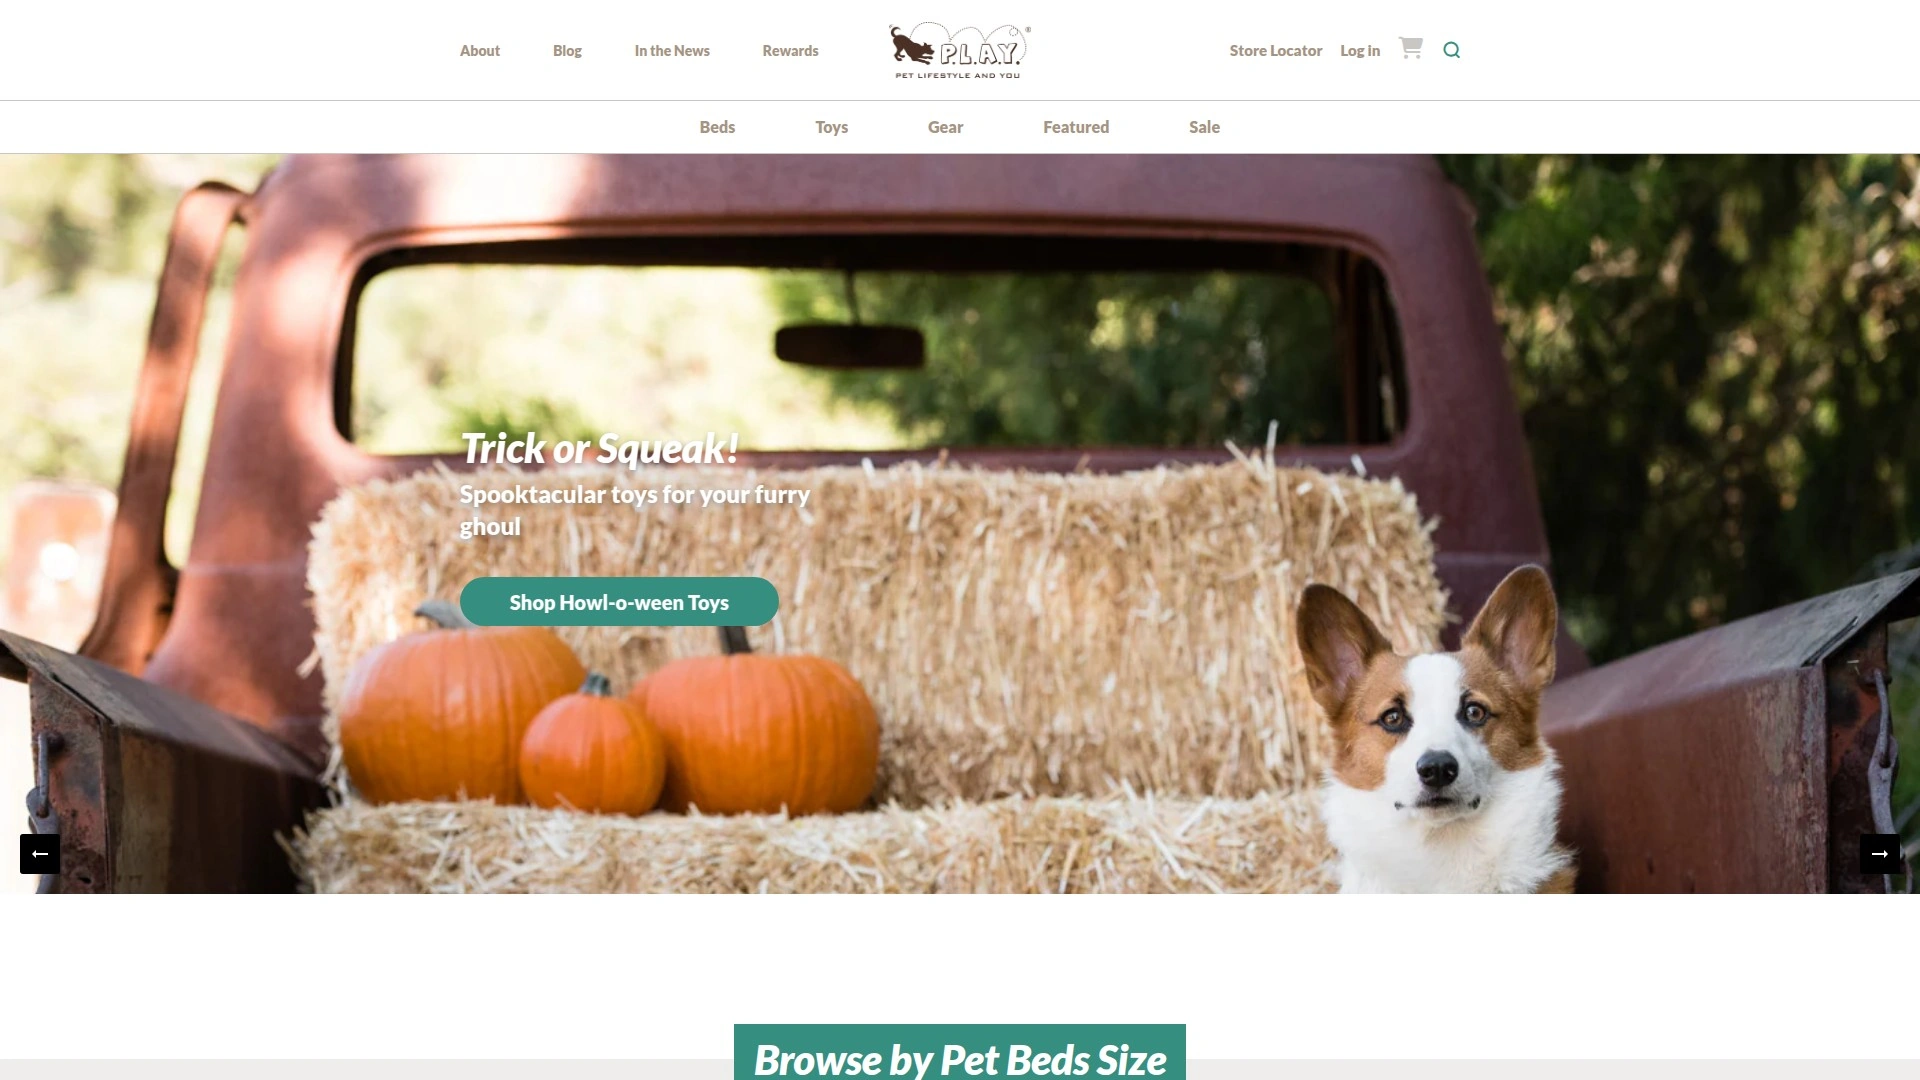 About
Blog
In the News
Rewards
P.L.A.Y.®
PET LIFESTYLE AND YOU
Store Locator
Log in
Beds
Toys
Gear
Featured
Sale
Trick or Squeak!
Spooktacular toys for your furry
ghoul
Shop Howl-o-ween Toys
Browse by Pet Beds Size